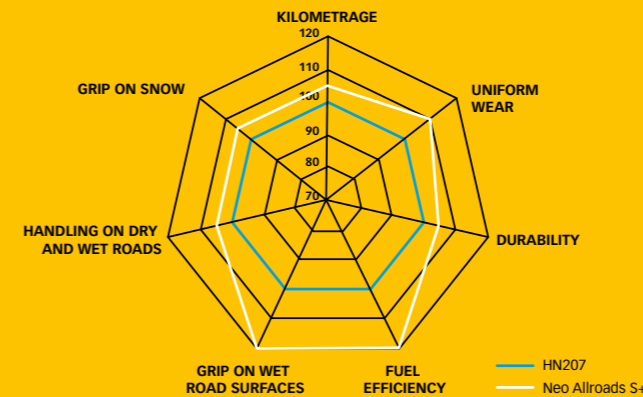 KILOMETRAGE
120
110
100
90
80
70
GRIP ON SNOW
UNIFORM
WEAR
HANDLING ON DRY
AND WET ROADS
DURABILITY
GRIP ON WET
ROAD SURFACES
FUEL
EFFICIENCY
HN207
Neo Allroads S+